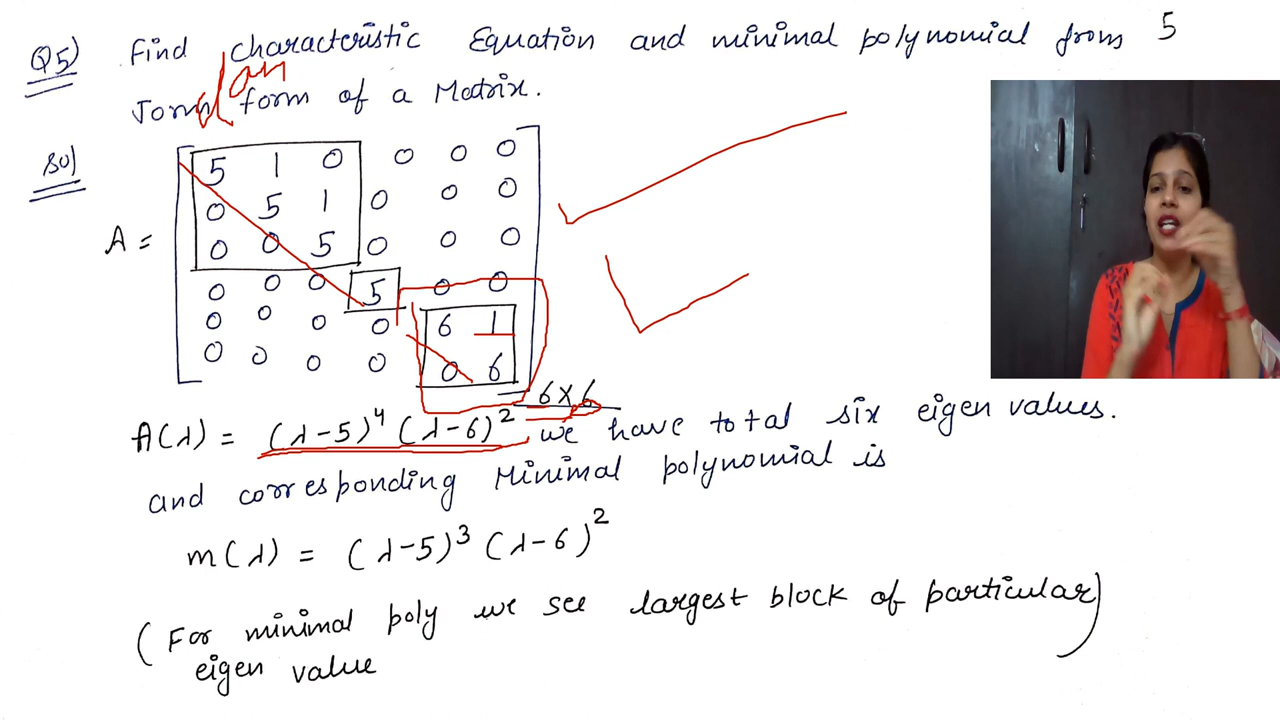 Q5) Find characteristic Equation and minimal polynomial from 5
Jordan form of a Matrix.
Sol
A =
5 1 0 0 0 0
0 5 1 0 0 0
0 0 5 0 0 0
0 0 0 5 0 0
0 0 0 0 6 1
0 0 0 0 0 6
6×6
A(λ) = (λ-5)⁴ (λ-6)² we have total six eigen values.
and corresponding Minimal polynomial is
m(λ) = (λ-5)³ (λ-6)²
(For minimal poly we see largest block of particular)
eigen value